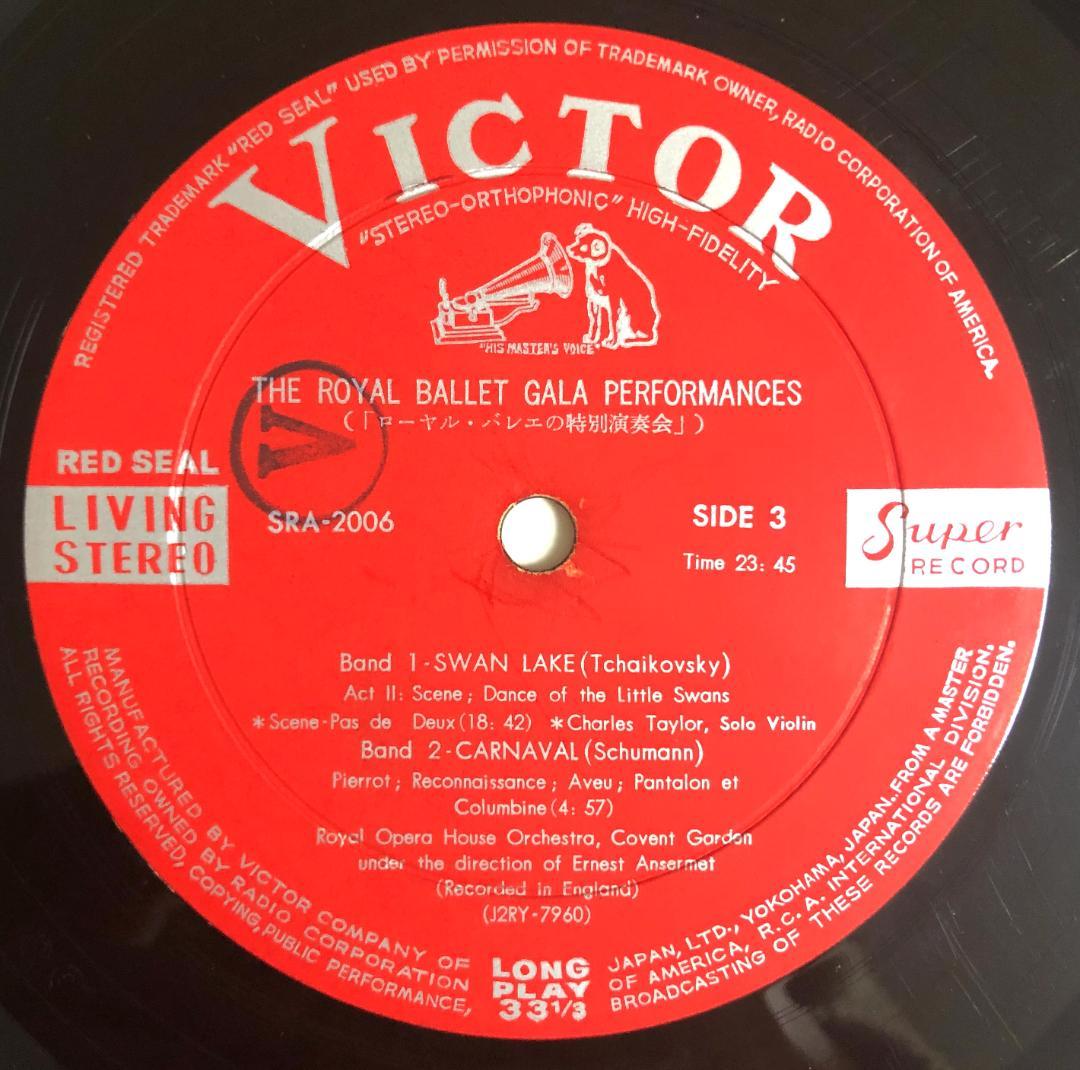 REGISTERED TRADEMARK "RED SEAL" USED BY PERMISSION OF TRADEMARK OWNER, RADIO CORPORATION OF AMERICA.
VICTOR
"STEREO-ORTHOPHONIC" HIGH-FIDELITY
"HIS MASTER'S VOICE"
THE ROYAL BALLET GALA PERFORMANCES
(「ローヤル・バレエの特別演奏会」)
V
RED SEAL
LIVING
STEREO
SRA-2006
SIDE 3
Time 23: 45
Super
RECORD
Band 1-SWAN LAKE(Tchaikovsky)
Act II: Scene; Dance of the Little Swans
*Scene-Pas de Deux(18: 42) *Charles Taylor, Solo Violin
Band 2-CARNAVAL(Schumann)
Pierrot; Reconnaissance; Aveu; Pantalon et
Columbine(4: 57)
Royal Opera House Orchestra, Covent Gardon
under the direction of Ernest Ansermet
(Recorded in England)
(J2RY-7960)
MANUFACTURED BY VICTOR COMPANY OF JAPAN, LTD., YOKOHAMA, JAPAN. FROM A MASTER
RECORDING OWNED BY RADIO CORPORATION OF AMERICA, R.C.A. INTERNATIONAL DIVISION.
ALL RIGHTS RESERVED, COPYING, PUBLIC PERFORMANCE, BROADCASTING OF THESE RECORDS ARE FORBIDDEN.
LONG
PLAY
33 1/3